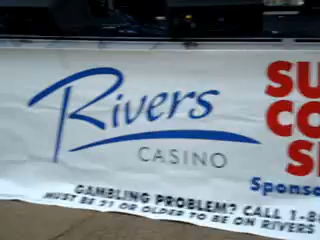 Rivers
CASINO
SU
CO
S
Sponso
GAMBLING PROBLEM? CALL 1-8
MUST BE 21 OR OLDER TO BE ON RIVERS